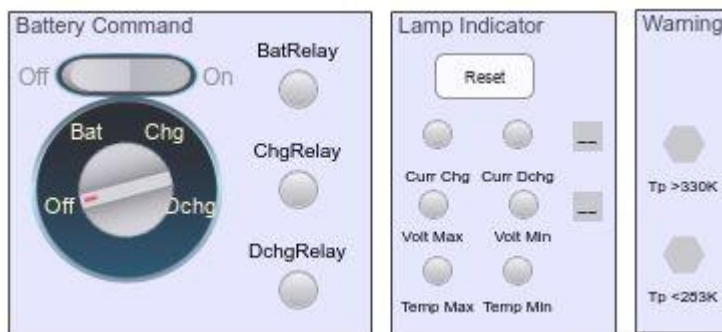 Battery Command
Off On
Bat Chg
Off Dchg
BatRelay
ChgRelay
DchgRelay
Lamp Indicator
Reset
Curr Chg Curr Dchg
Volt Max Volt Min
Temp Max Temp Min
Warning
Tp >330K
Tp <253K